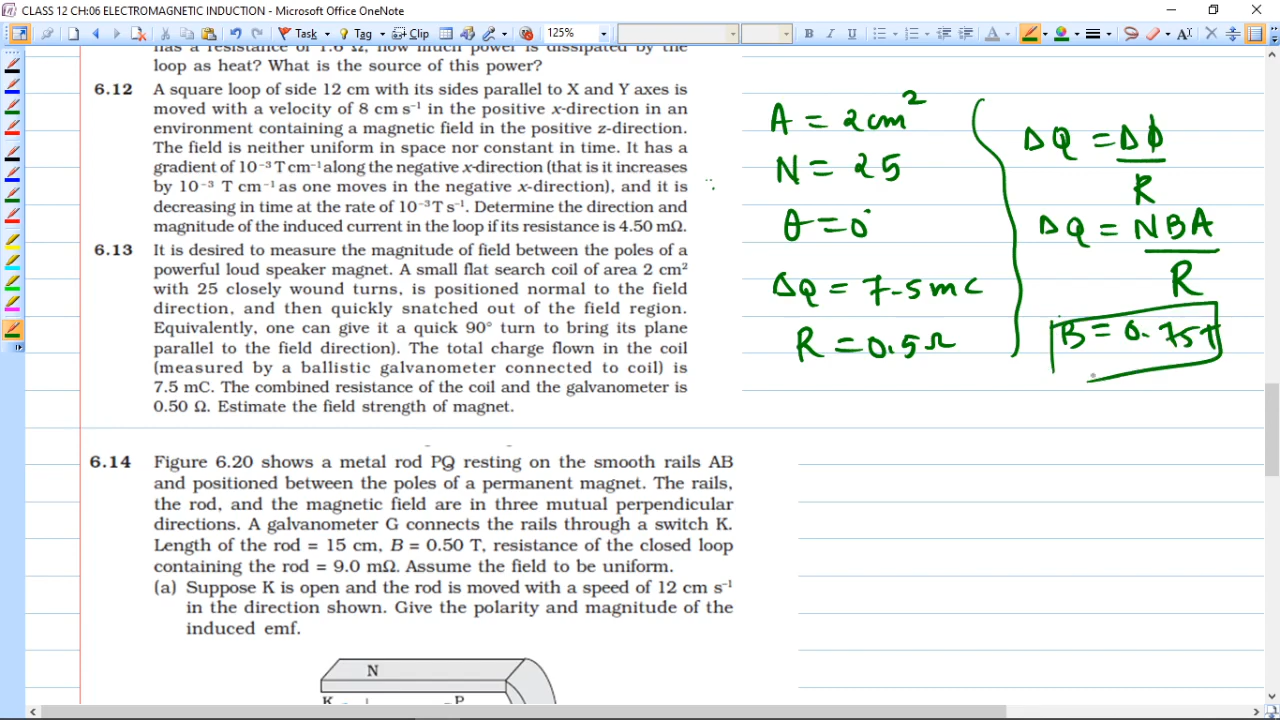 CLASS 12 CH:06 ELECTROMAGNETIC INDUCTION - Microsoft Office OneNote
Task Tag Clip 125% B I U
has a resistance of 1.6 Ω, how much power is dissipated by the
loop as heat? What is the source of this power?
6.12 A square loop of side 12 cm with its sides parallel to X and Y axes is
moved with a velocity of 8 cm s⁻¹ in the positive x-direction in an
environment containing a magnetic field in the positive z-direction.
The field is neither uniform in space nor constant in time. It has a
gradient of 10⁻³ T cm⁻¹ along the negative x-direction (that is it increases
by 10⁻³ T cm⁻¹ as one moves in the negative x-direction), and it is
decreasing in time at the rate of 10⁻³ T s⁻¹. Determine the direction and
magnitude of the induced current in the loop if its resistance is 4.50 mΩ.
6.13 It is desired to measure the magnitude of field between the poles of a
powerful loud speaker magnet. A small flat search coil of area 2 cm²
with 25 closely wound turns, is positioned normal to the field
direction, and then quickly snatched out of the field region.
Equivalently, one can give it a quick 90° turn to bring its plane
parallel to the field direction). The total charge flown in the coil
(measured by a ballistic galvanometer connected to coil) is
7.5 mC. The combined resistance of the coil and the galvanometer is
0.50 Ω. Estimate the field strength of magnet.
A = 2cm²
N = 25
θ = 0°
ΔQ = 7.5mC
R = 0.5Ω
ΔQ = Δϕ
R
ΔQ = NBA
R
B = 0.75T
6.14 Figure 6.20 shows a metal rod PQ resting on the smooth rails AB
and positioned between the poles of a permanent magnet. The rails,
the rod, and the magnetic field are in three mutual perpendicular
directions. A galvanometer G connects the rails through a switch K.
Length of the rod = 15 cm, B = 0.50 T, resistance of the closed loop
containing the rod = 9.0 mΩ. Assume the field to be uniform.
(a) Suppose K is open and the rod is moved with a speed of 12 cm s⁻¹
in the direction shown. Give the polarity and magnitude of the
induced emf.
N
K P